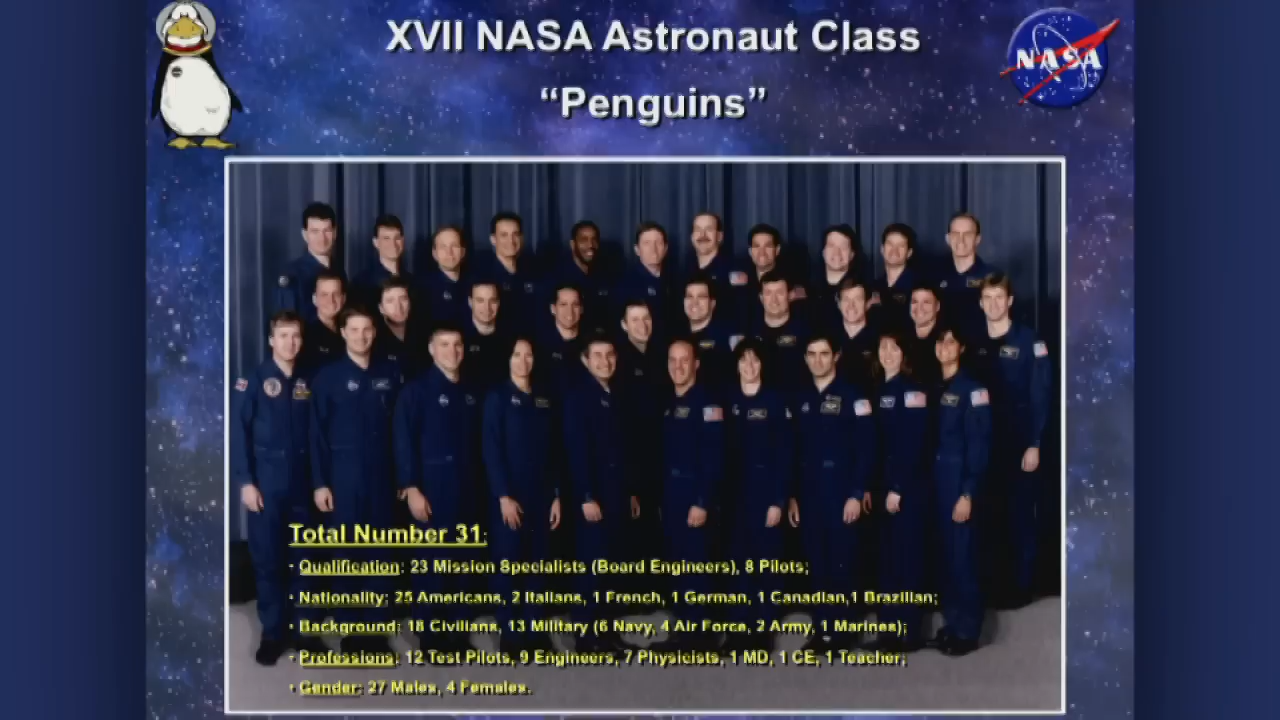 XVII NASA Astronaut Class
“Penguins”
NASA
Total Number 31:
· Qualification: 23 Mission Specialists (Board Engineers), 8 Pilots;
· Nationality: 25 Americans, 2 Italians, 1 French, 1 German, 1 Canadian,1 Brazilian;
· Background: 18 Civilians, 13 Military (6 Navy, 4 Air Force, 2 Army, 1 Marines);
· Professions: 12 Test Pilots, 9 Engineers, 7 Physicists, 1 MD, 1 CE, 1 Teacher;
· Gender: 27 Males, 4 Females.